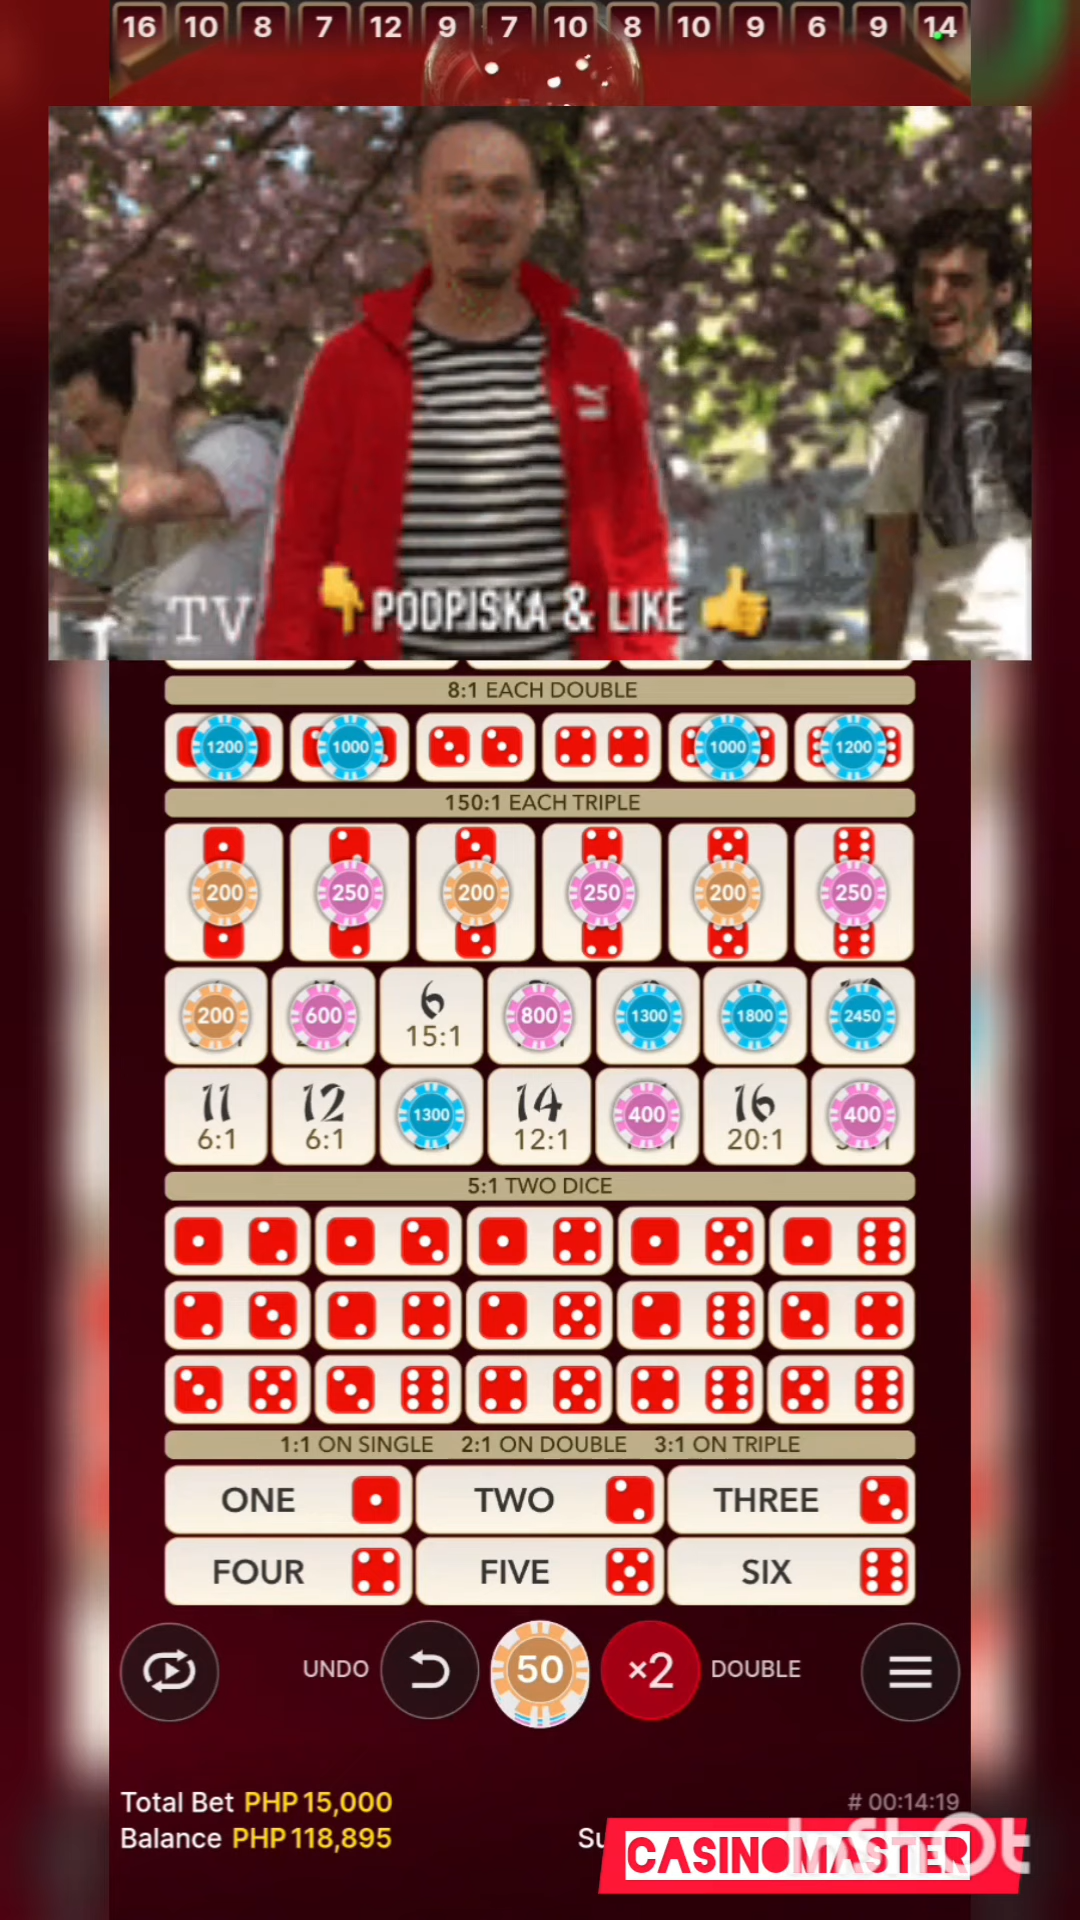 16 10 8 7 12 9 7 10 8 10 9 6 9 14
TV
👇PODPISKA & LIKE👍
8:1 EACH DOUBLE
1200 1000 1000 1200
150:1 EACH TRIPLE
200 250 200 250 200 250
200 600 6 800 1300 1800 2450
15:1
11 12 1300 14 400 16 400
6:1 6:1 12:1 20:1
5:1 TWO DICE
1:1 ON SINGLE 2:1 ON DOUBLE 3:1 ON TRIPLE
ONE TWO THREE
FOUR FIVE SIX
UNDO 50 ×2 DOUBLE
Total Bet PHP 15,000
# 00:14:19
Balance PHP 118,895
CASINOMASTER